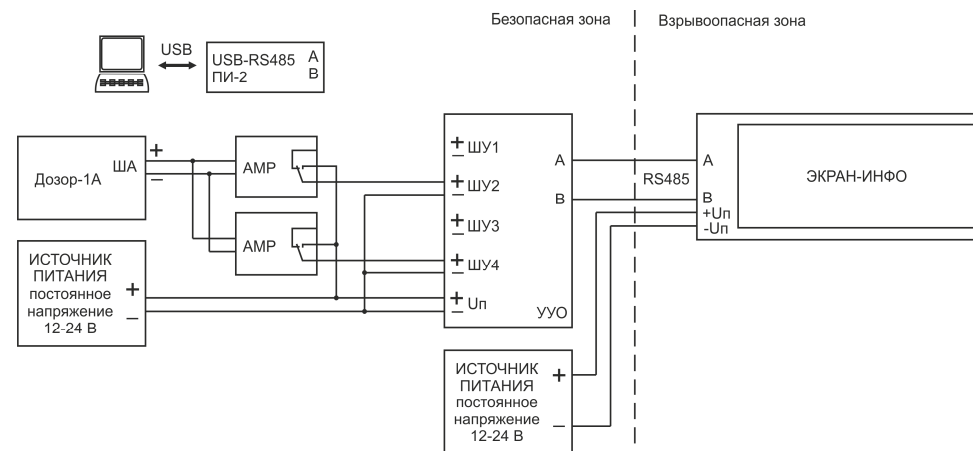 Безопасная зона
Взрывоопасная зона
USB
USB-RS485 A
ПИ-2 B
Дозор-1А
ША
+
–
АМР
АМР
ИСТОЧНИК
ПИТАНИЯ
постоянное
напряжение
12-24 В
+
–
+
– ШУ1
+
– ШУ2
+
– ШУ3
+
– ШУ4
+
– Uп
A
B
УУО
RS485
A
B
+Uп
-Uп
ЭКРАН-ИНФО
ИСТОЧНИК
ПИТАНИЯ
постоянное
напряжение
12-24 В
+
–